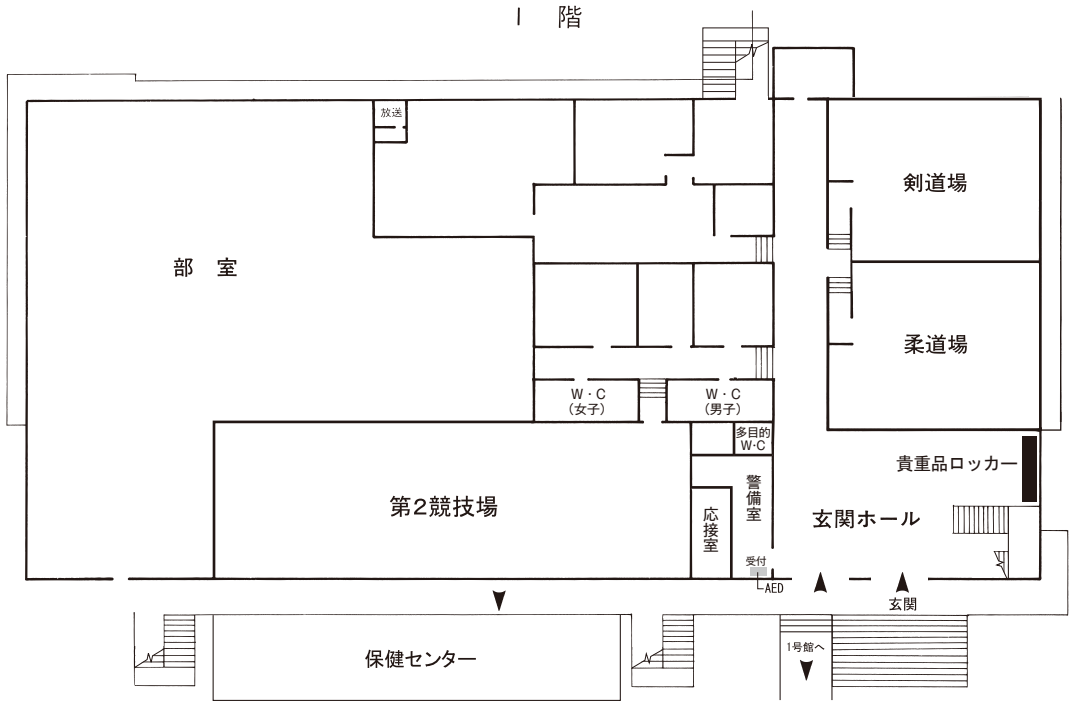 1 階
放送
剣道場
部 室
柔道場
W・C
(女子)
W・C
(男子)
多目的
W・C
貴重品ロッカー
警備室
第2競技場
応接室
玄関ホール
受付
AED
玄関
1号館へ
保健センター